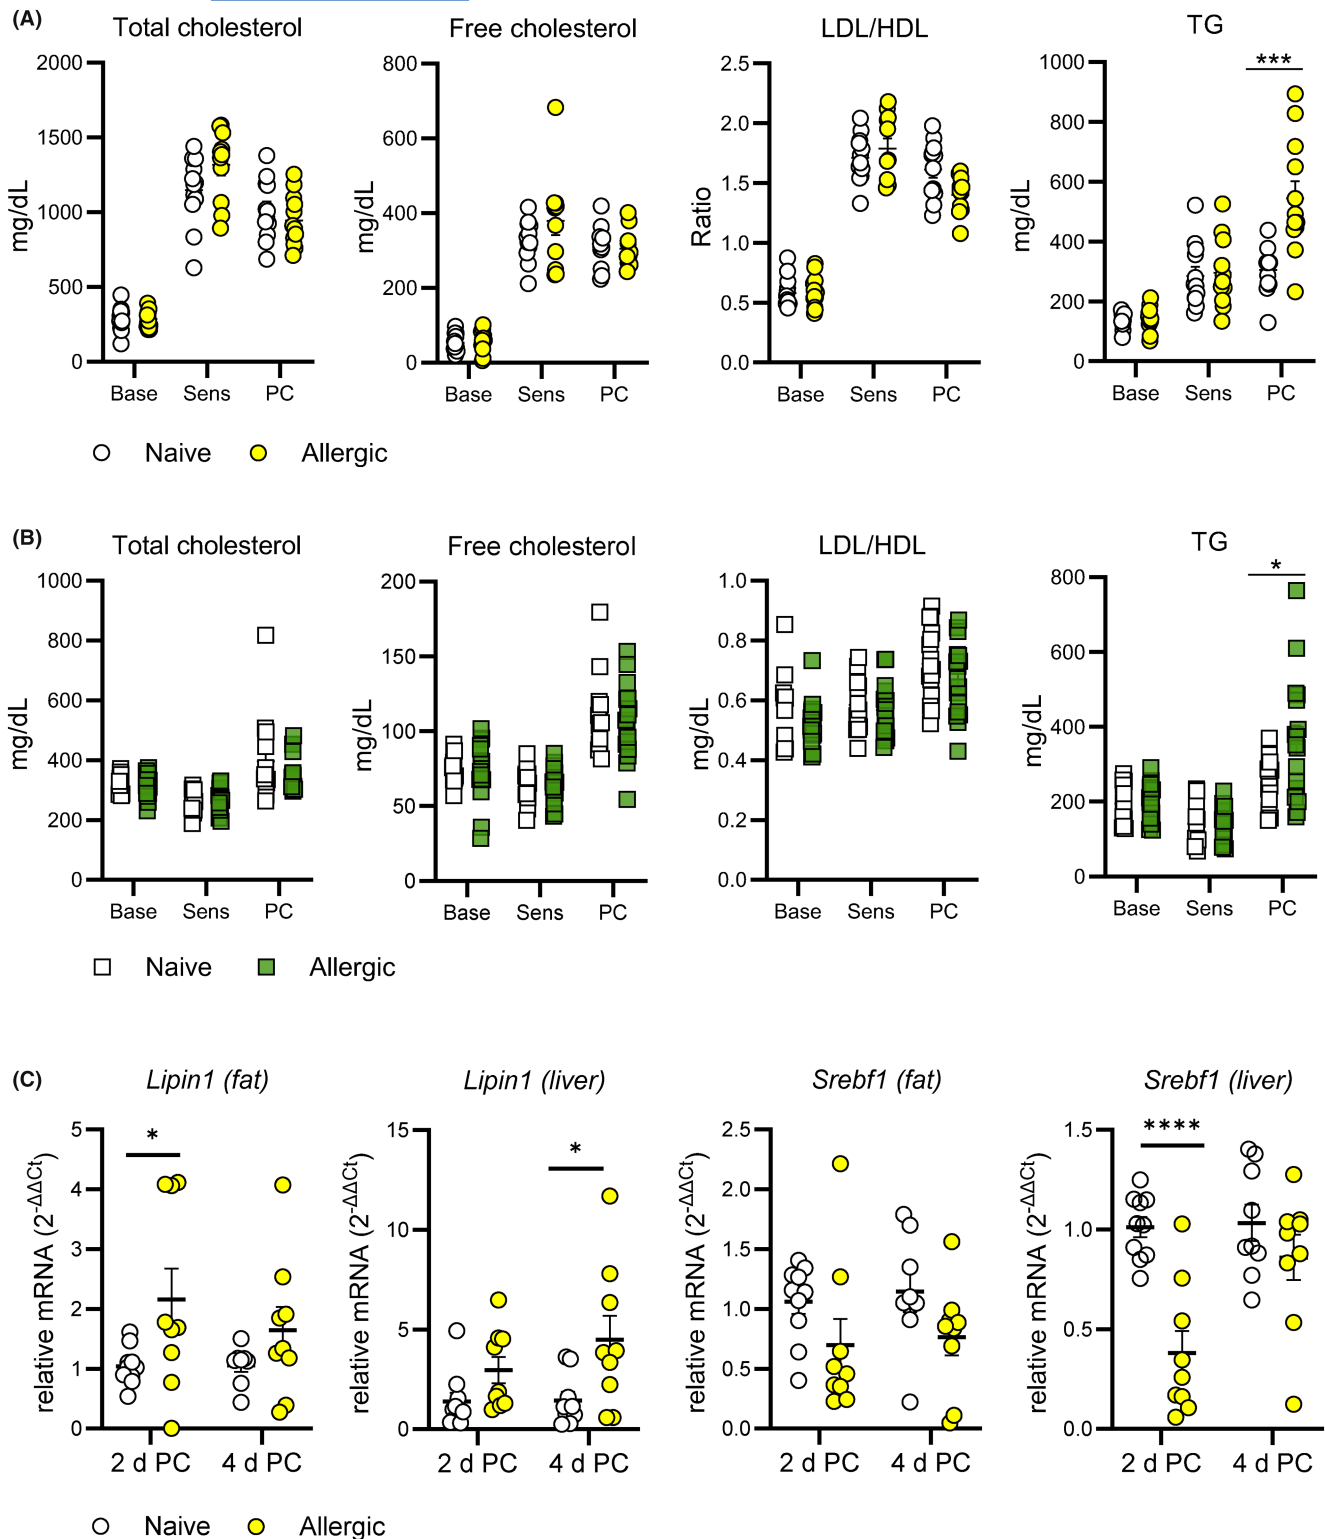 (A)
Total cholesterol
Free cholesterol
LDL/HDL
TG
2000
1500
1000
500
0
mg/dL
Base
Sens
PC
800
600
400
200
0
mg/dL
Base
Sens
PC
2.5
2.0
1.5
1.0
0.5
0.0
Ratio
Base
Sens
PC
1000
800
600
400
200
0
mg/dL
***
Base
Sens
PC
Naive
Allergic
(B)
Total cholesterol
Free cholesterol
LDL/HDL
TG
1000
800
600
400
200
0
mg/dL
Base
Sens
PC
200
150
100
50
0
mg/dL
Base
Sens
PC
1.0
0.8
0.6
0.4
0.2
0.0
mg/dL
Base
Sens
PC
800
600
400
200
0
mg/dL
*
Base
Sens
PC
Naive
Allergic
(C)
Lipin1 (fat)
Lipin1 (liver)
Srebf1 (fat)
Srebf1 (liver)
5
4
3
2
1
0
relative mRNA (2-ΔΔCt)
*
2 d PC
4 d PC
15
10
5
0
relative mRNA (2-ΔΔCt)
*
2 d PC
4 d PC
2.5
2.0
1.5
1.0
0.5
0.0
relative mRNA (2-ΔΔCt)
2 d PC
4 d PC
1.5
1.0
0.5
0.0
relative mRNA (2-ΔΔCt)
****
2 d PC
4 d PC
Naive
Allergic